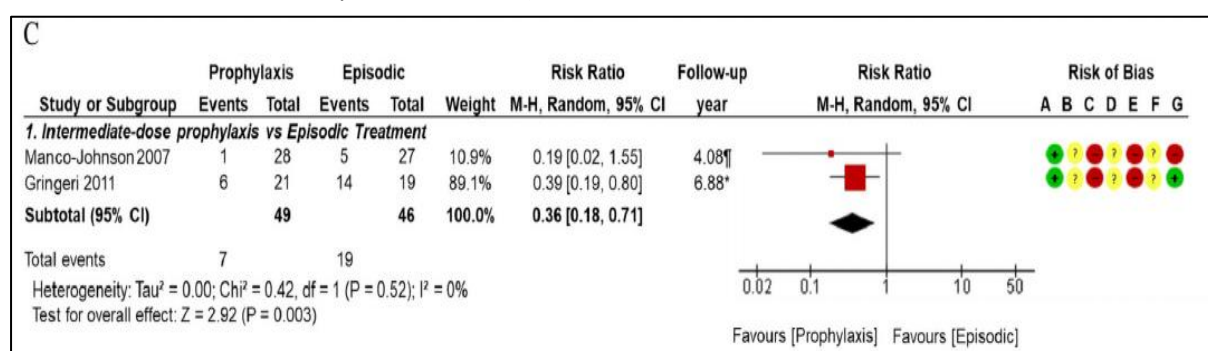 C
Prophylaxis Episodic Risk Ratio Follow-up Risk Ratio Risk of Bias
Study or Subgroup Events Total Events Total Weight M-H, Random, 95% CI year M-H, Random, 95% CI A B C D E F G
1. Intermediate-dose prophylaxis vs Episodic Treatment
Manco-Johnson 2007 1 28 5 27 10.9% 0.19 [0.02, 1.55] 4.08¶ + ? - ? - ? -
Gringeri 2011 6 21 14 19 89.1% 0.39 [0.19, 0.80] 6.88* + ? - ? - ? +
Subtotal (95% CI) 49 46 100.0% 0.36 [0.18, 0.71]
Total events 7 19
Heterogeneity: Tau² = 0.00; Chi² = 0.42, df = 1 (P = 0.52); I² = 0%
Test for overall effect: Z = 2.92 (P = 0.003)
0.02 0.1 1 10 50
Favours [Prophylaxis] Favours [Episodic]